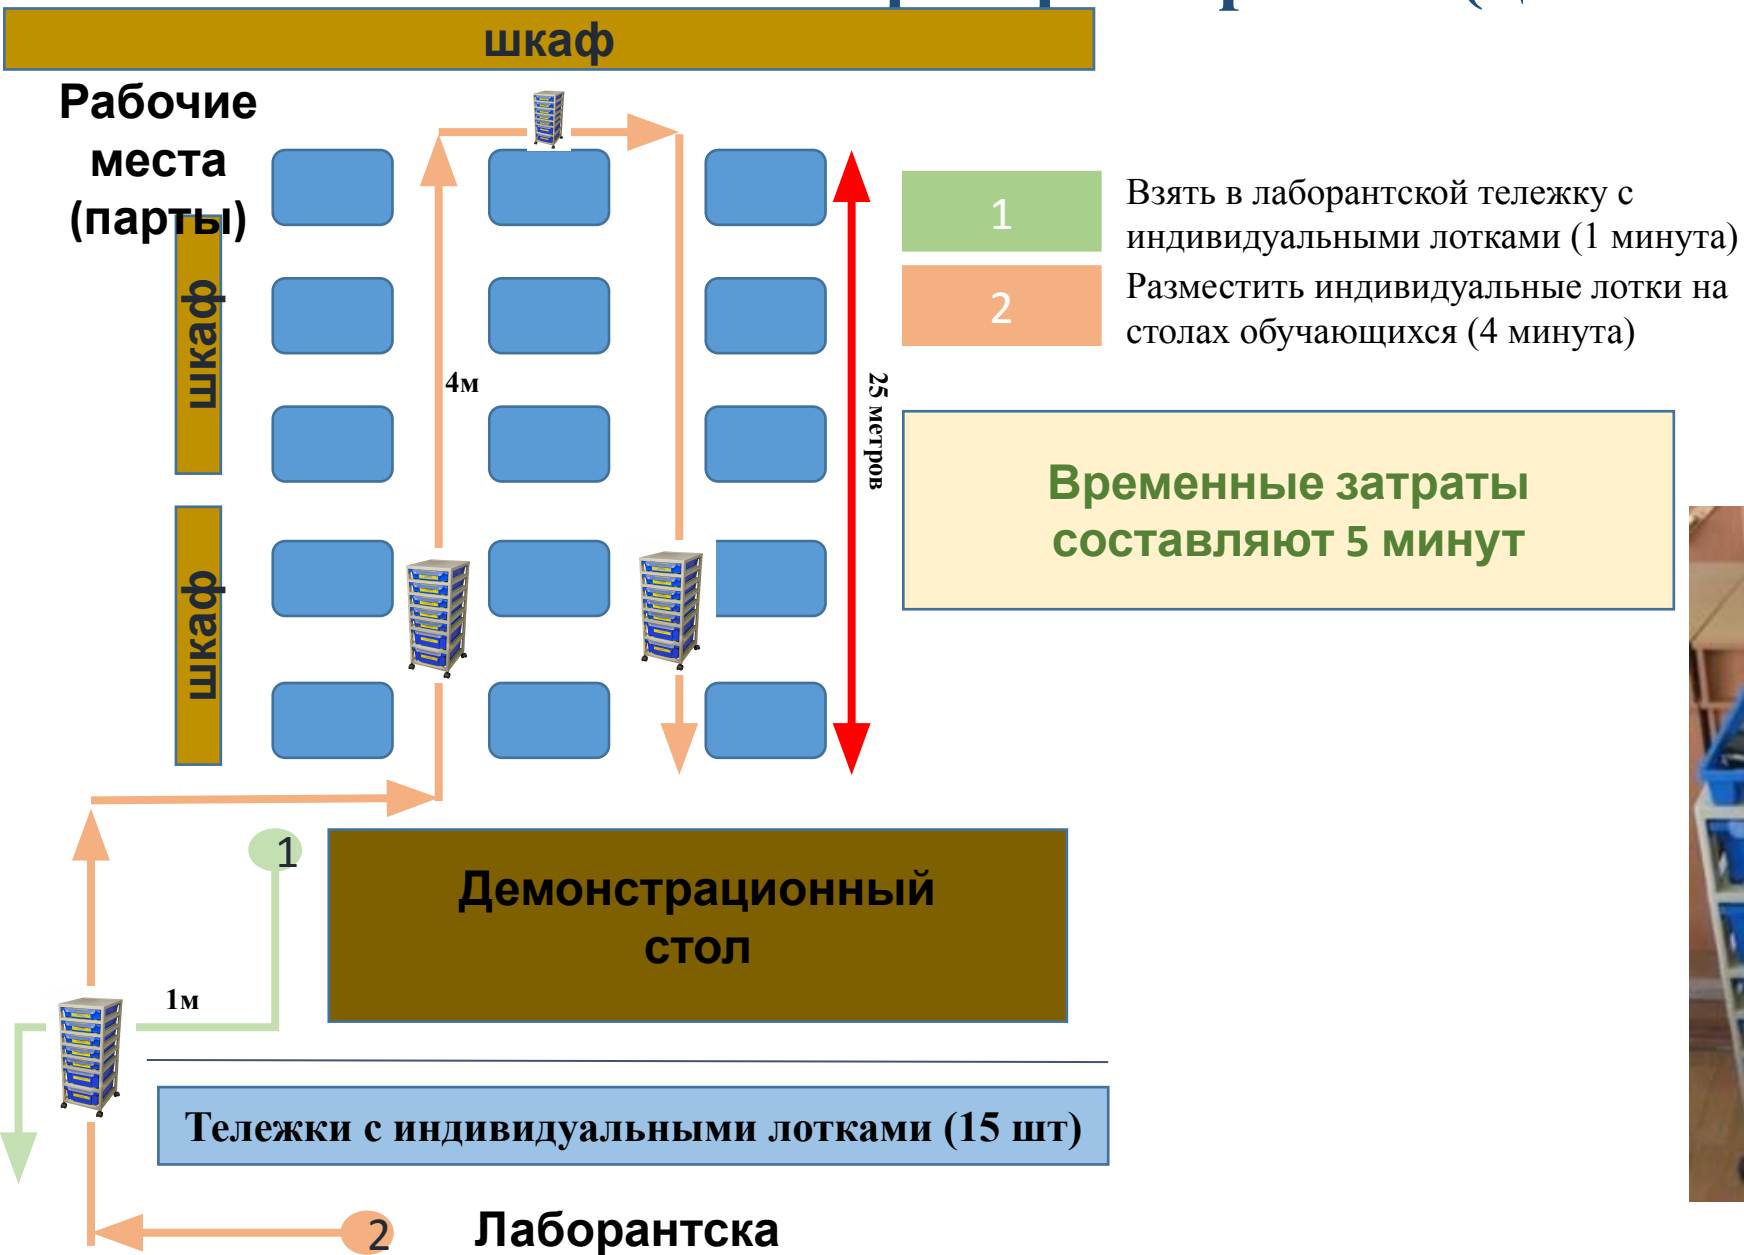 шкаф
Рабочие
места
(парты)
шкаф
шкаф
4м
25 метров
1
Взять в лаборантской тележку с
индивидуальными лотками (1 минута)
2
Разместить индивидуальные лотки на
столах обучающихся (4 минута)
Временные затраты
составляют 5 минут
1
Демонстрационный
стол
1м
Тележки с индивидуальными лотками (15 шт)
2
Лаборантска